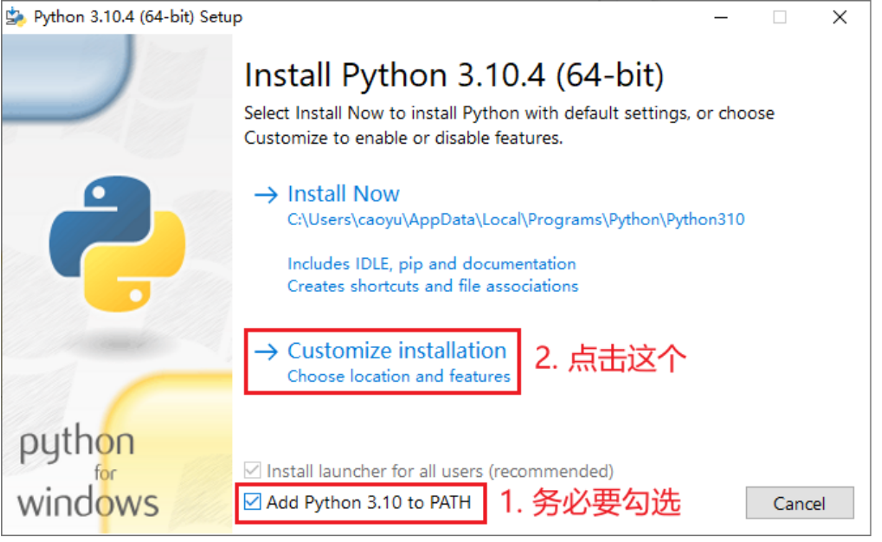 Python 3.10.4 (64-bit) Setup
Install Python 3.10.4 (64-bit)
Select Install Now to install Python with default settings, or choose
Customize to enable or disable features.
Install Now
C:\Users\caoyu\AppData\Local\Programs\Python\Python310
Includes IDLE, pip and documentation
Creates shortcuts and file associations
Customize installation
Choose location and features
2. 点击这个
python
for
windows
Install launcher for all users (recommended)
Add Python 3.10 to PATH
1. 务必要勾选
Cancel